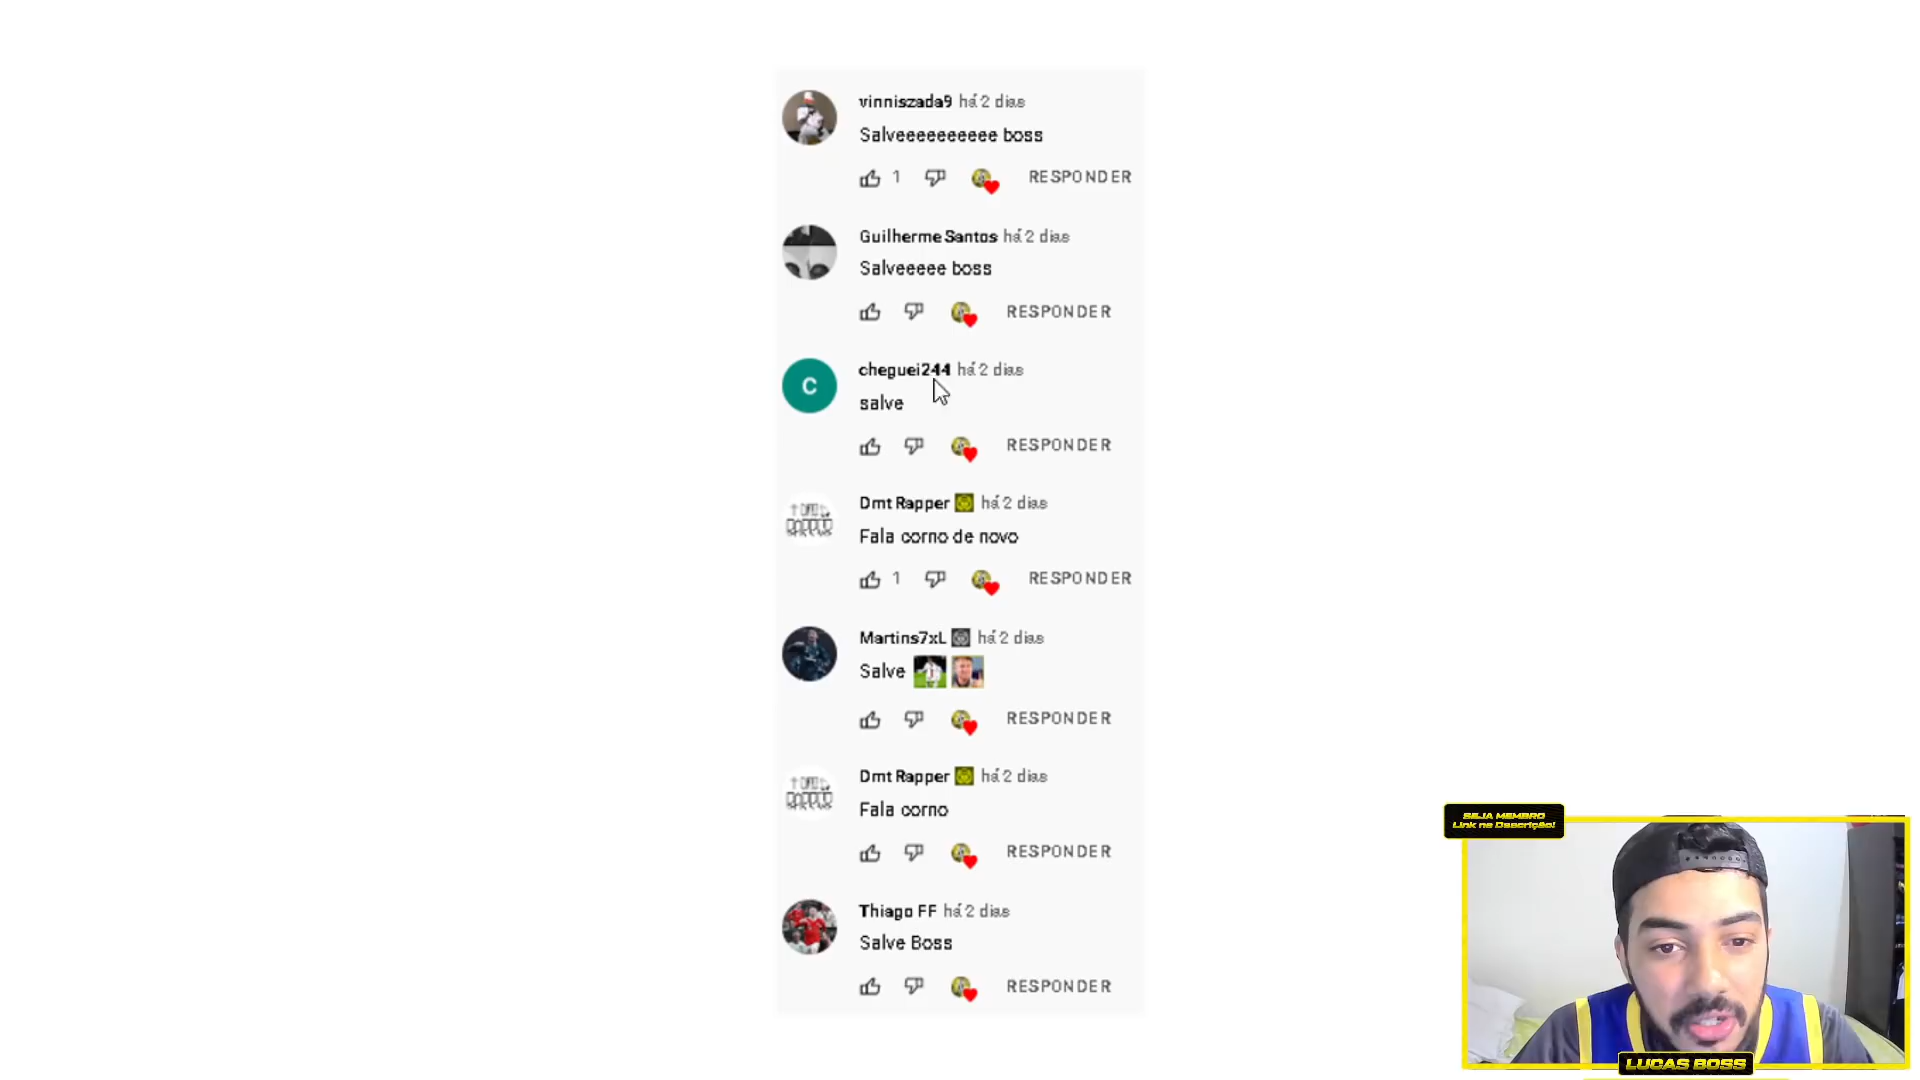 vinniszada9 há 2 dias
Salveeeeeeeeeee boss
1 RESPONDER
Guilherme Santos há 2 dias
Salveeeee boss
RESPONDER
C
cheguei244 há 2 dias
salve
RESPONDER
Dmt Rapper há 2 dias
Fala corno de novo
1 RESPONDER
Martins7xL há 2 dias
Salve
RESPONDER
Dmt Rapper há 2 dias
Fala corno
RESPONDER
Thiago FF há 2 dias
Salve Boss
RESPONDER
SEJA MEMBRO
Link na Descrição!
LUCAS BOSS